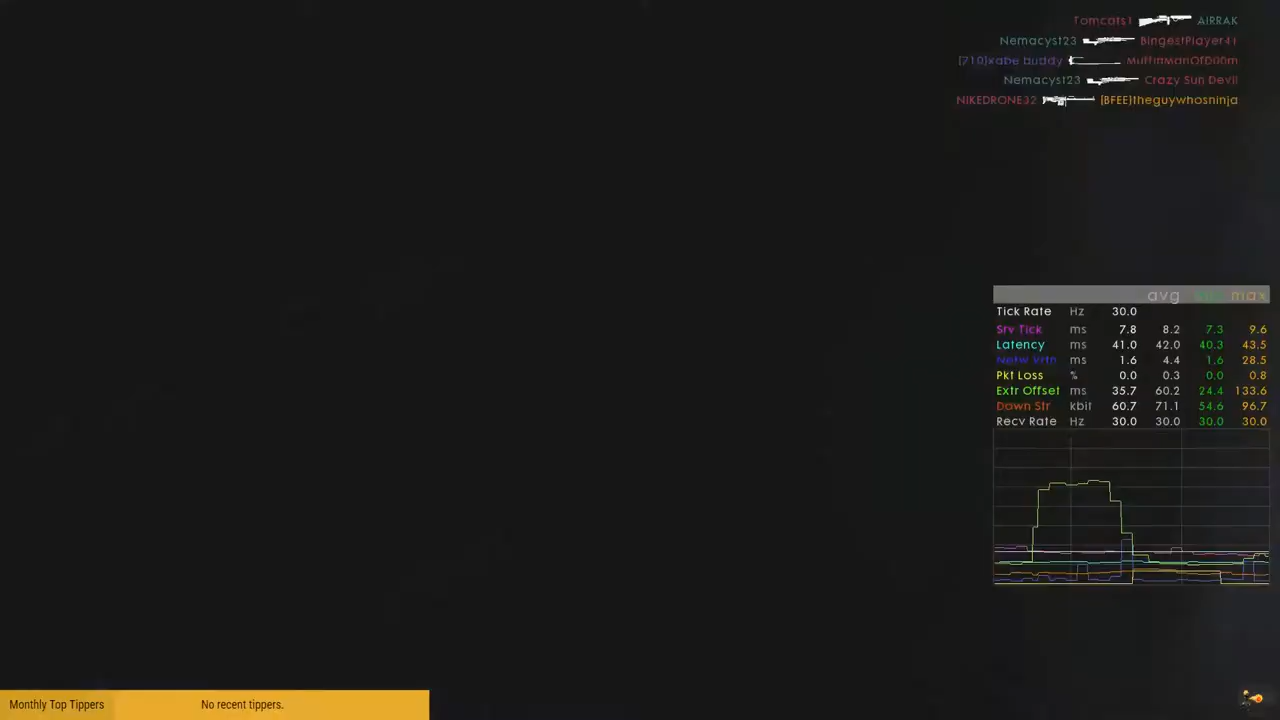 Tomcats1 AIRRAK
Nemacyst23 BingestPlayer41
[710]kabe buddy MuffinManOfD00m
Nemacyst23 Crazy Sun Devil
NIKEDRONE32 [BFEE]theguywhosninja
avg max
Tick Rate Hz 30.0
Srv Tick ms 7.8 8.2 7.3 9.6
Latency ms 41.0 42.0 40.3 43.5
Netw Vrtn ms 1.6 4.4 1.6 28.5
Pkt Loss % 0.0 0.3 0.0 0.8
Extr Offset ms 35.7 60.2 24.4 133.6
Down Str kbit 60.7 71.1 54.6 96.7
Recv Rate Hz 30.0 30.0 30.0 30.0
Monthly Top Tippers No recent tippers.